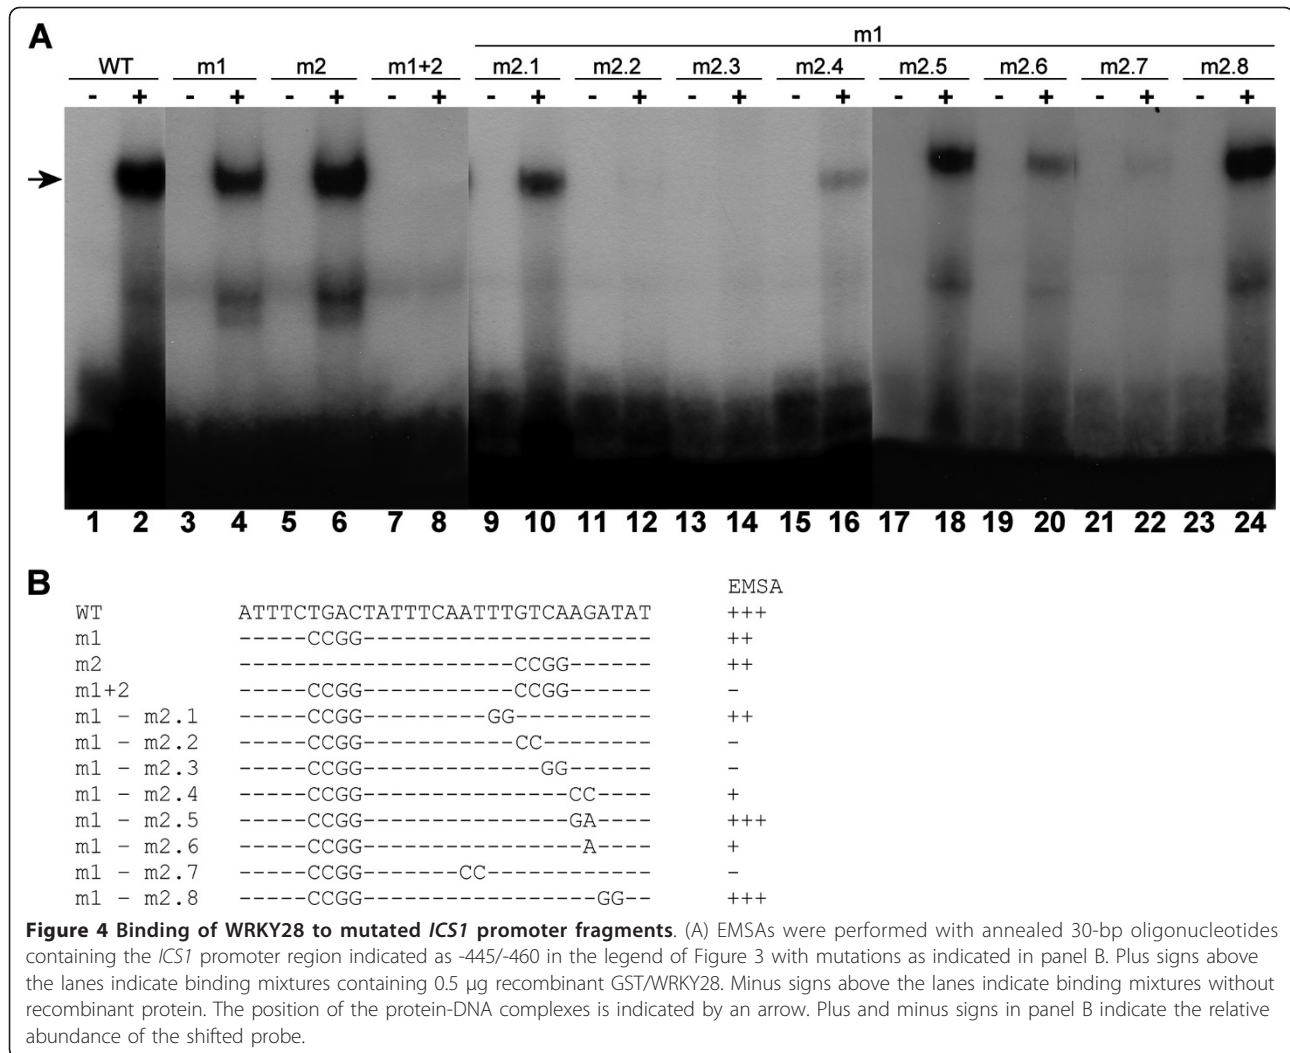 A
m1
WT m1 m2 m1+2 m2.1 m2.2 m2.3 m2.4 m2.5 m2.6 m2.7 m2.8
- + - + - + - + - + - + - + - + - + - + - + - +
1 2 3 4 5 6 7 8 9 10 11 12 13 14 15 16 17 18 19 20 21 22 23 24
B
EMSA
WT ATTTCTGACTATTTCAATTTGTCAAGATAT +++
m1 -----CCGG--------------------- ++
m2 --------------------CCGG------ ++
m1+2 -----CCGG-----------CCGG------ -
m1 – m2.1 -----CCGG---------GG---------- ++
m1 – m2.2 -----CCGG-----------CC-------- -
m1 – m2.3 -----CCGG-------------GG------ -
m1 – m2.4 -----CCGG---------------CC---- +
m1 – m2.5 -----CCGG---------------GA---- +++
m1 – m2.6 -----CCGG----------------A---- +
m1 – m2.7 -----CCGG-------CC------------ -
m1 – m2.8 -----CCGG-----------------GG-- +++
Figure 4 Binding of WRKY28 to mutated ICS1 promoter fragments. (A) EMSAs were performed with annealed 30-bp oligonucleotides
containing the ICS1 promoter region indicated as -445/-460 in the legend of Figure 3 with mutations as indicated in panel B. Plus signs above
the lanes indicate binding mixtures containing 0.5 μg recombinant GST/WRKY28. Minus signs above the lanes indicate binding mixtures without
recombinant protein. The position of the protein-DNA complexes is indicated by an arrow. Plus and minus signs in panel B indicate the relative
abundance of the shifted probe.